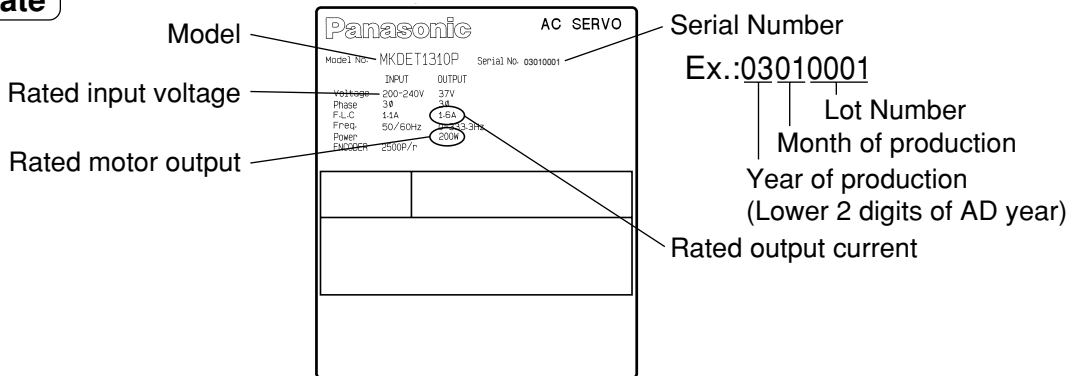 ate
Panasonic AC SERVO
Model No. MKDET1310P Serial No. 03010001
INPUT OUTPUT
Voltage 200-240V 37V
Phase 3Ø 3Ø
F.L.C 1.1A 1.6A
Freq. 50/60Hz 0~333.3Hz
Power 200W
ENCODER 2500P/r
Model
Rated input voltage
Rated motor output
Serial Number
Ex.:03010001
Lot Number
Month of production
Year of production
(Lower 2 digits of AD year)
Rated output current